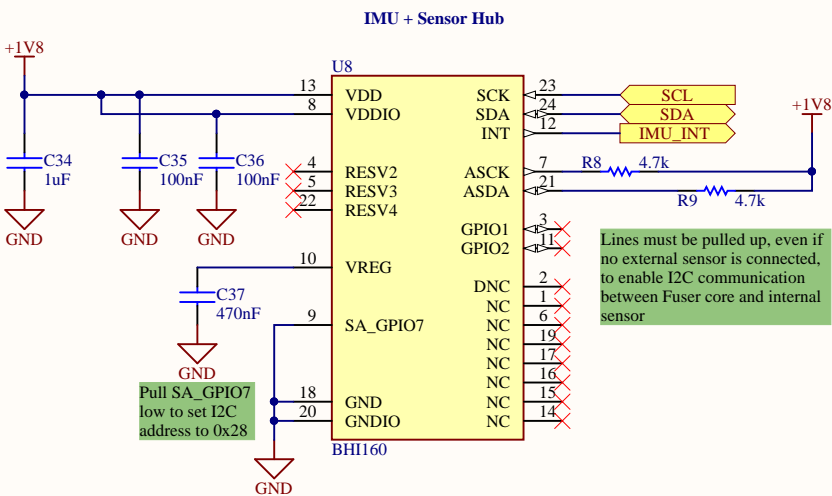 IMU + Sensor Hub
+1V8
U8
13 VDD
8 VDDIO
4 RESV2
5 RESV3
22 RESV4
10 VREG
9 SA_GPIO7
18 GND
20 GNDIO
SCK 23 SCL
SDA 24 SDA
INT 12 IMU_INT
ASCK 7
ASDA 21
GPIO1 3
GPIO2 11
DNC 2
NC 1
NC 6
NC 19
NC 17
NC 16
NC 15
NC 14
BHI160
C34
1uF
C35
100nF
C36
100nF
GND
GND
GND
C37
470nF
GND
Pull SA_GPIO7
low to set I2C
address to 0x28
GND
+1V8
R8 4.7k
R9 4.7k
Lines must be pulled up, even if
no external sensor is connected,
to enable I2C communication
between Fuser core and internal
sensor